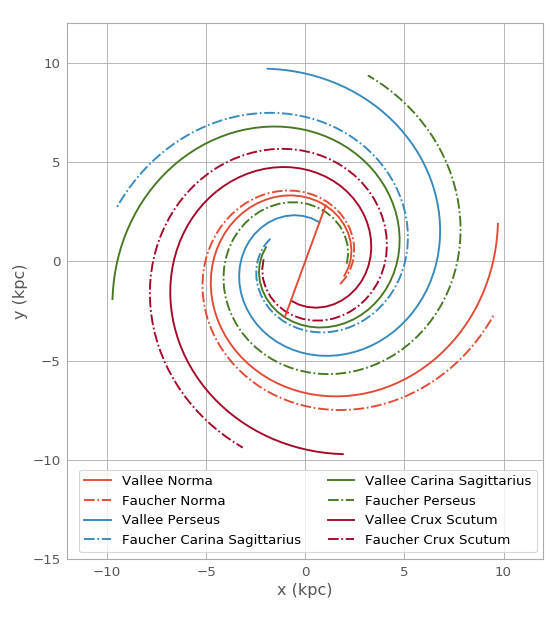 10
5
0
−5
−10
−15
y (kpc)
Vallee Norma
Faucher Norma
Vallee Perseus
Faucher Carina Sagittarius
Vallee Carina Sagittarius
Faucher Perseus
Vallee Crux Scutum
Faucher Crux Scutum
−10 −5 0 5 10
x (kpc)